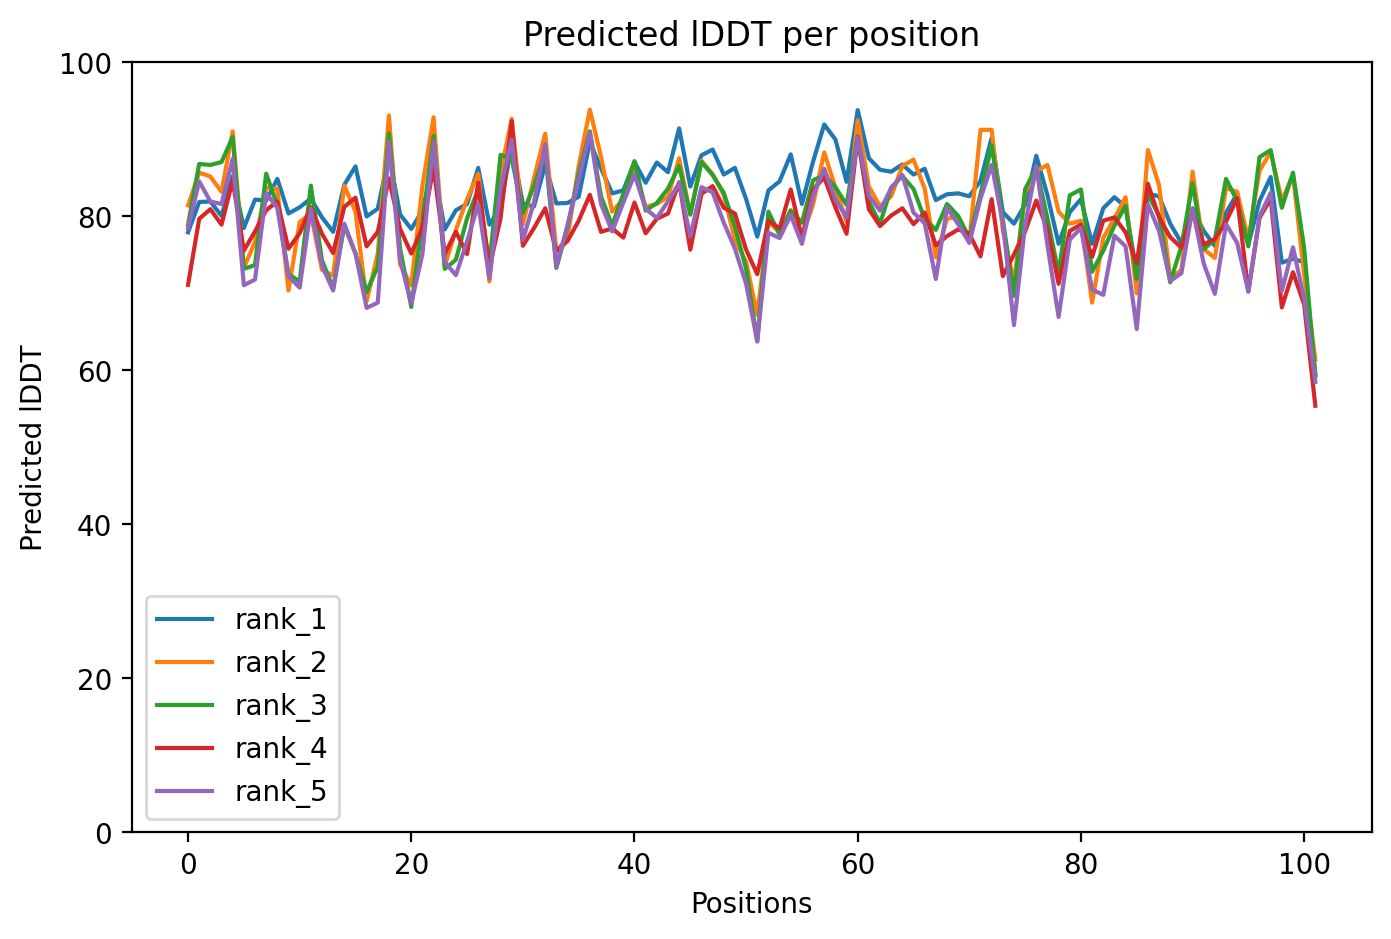 Predicted lDDT per position
100
80
60
40
20
0
Predicted lDDT
rank_1
rank_2
rank_3
rank_4
rank_5
0 20 40 60 80 100
Positions